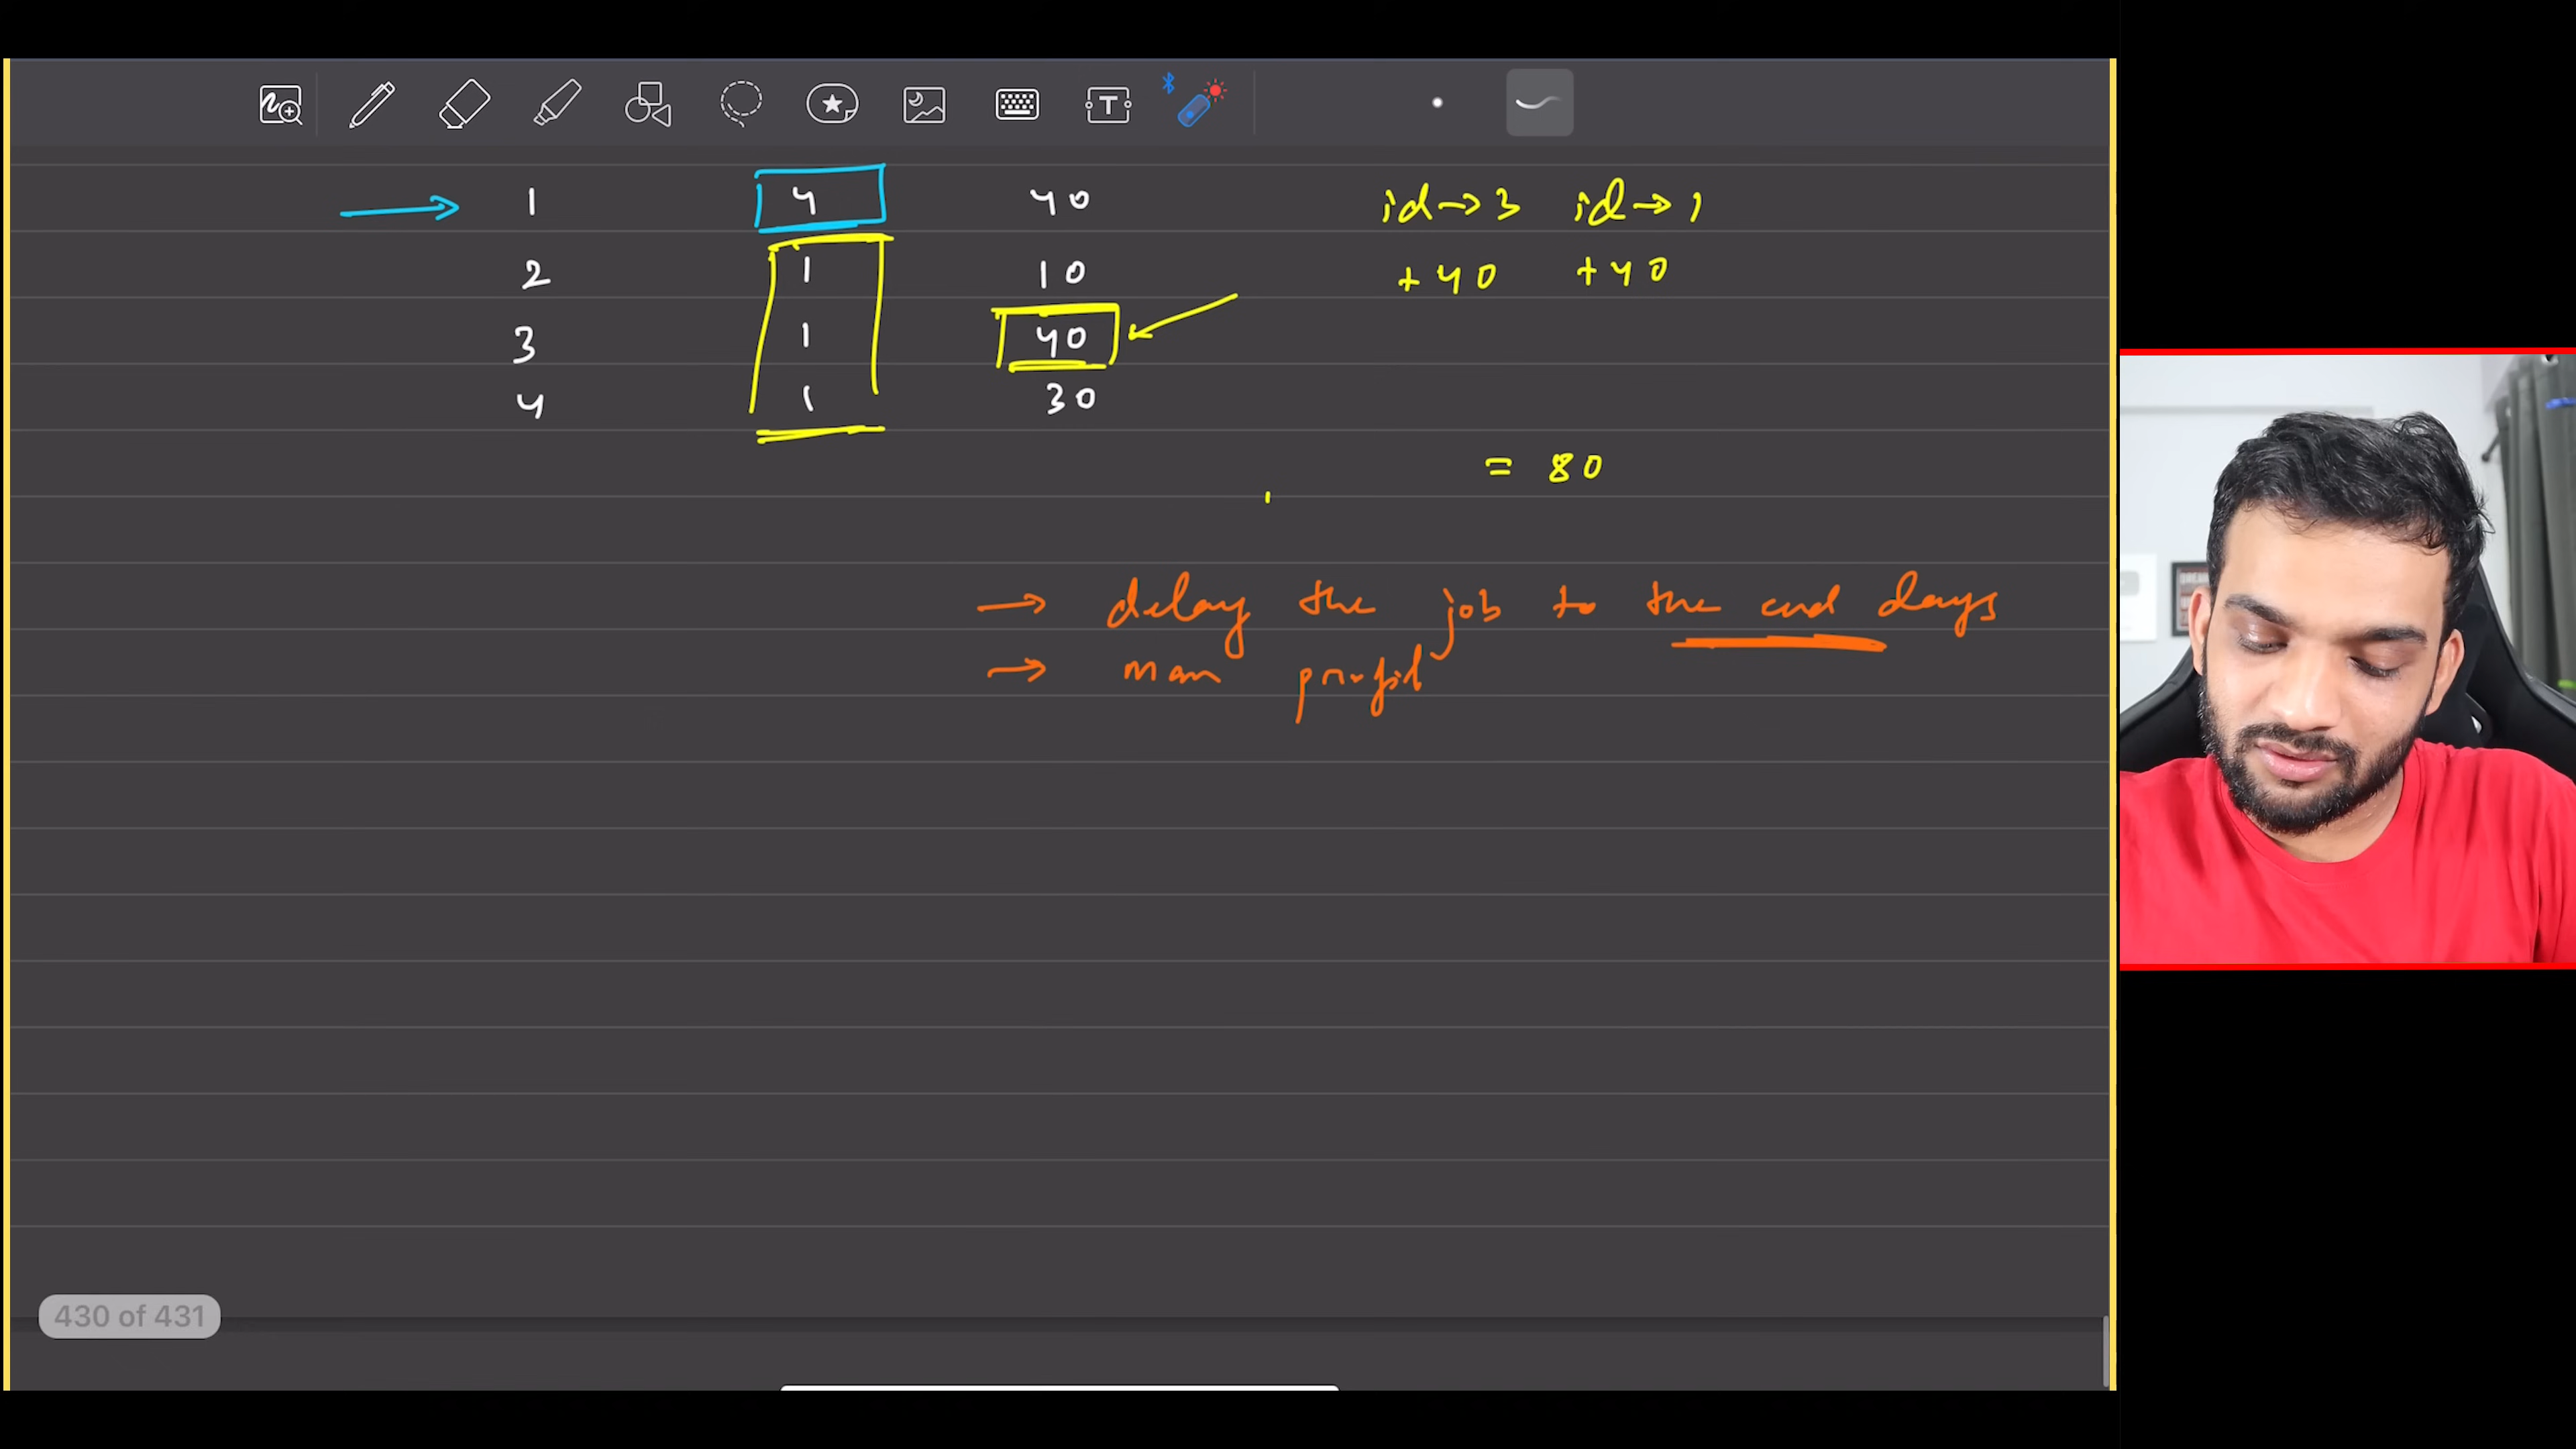 1 4 40 id→3 id→1
2 1 10 +40 +40
3 1 40
4 1 30
= 80
→ delay the job to the end days
→ max profit
430 of 431